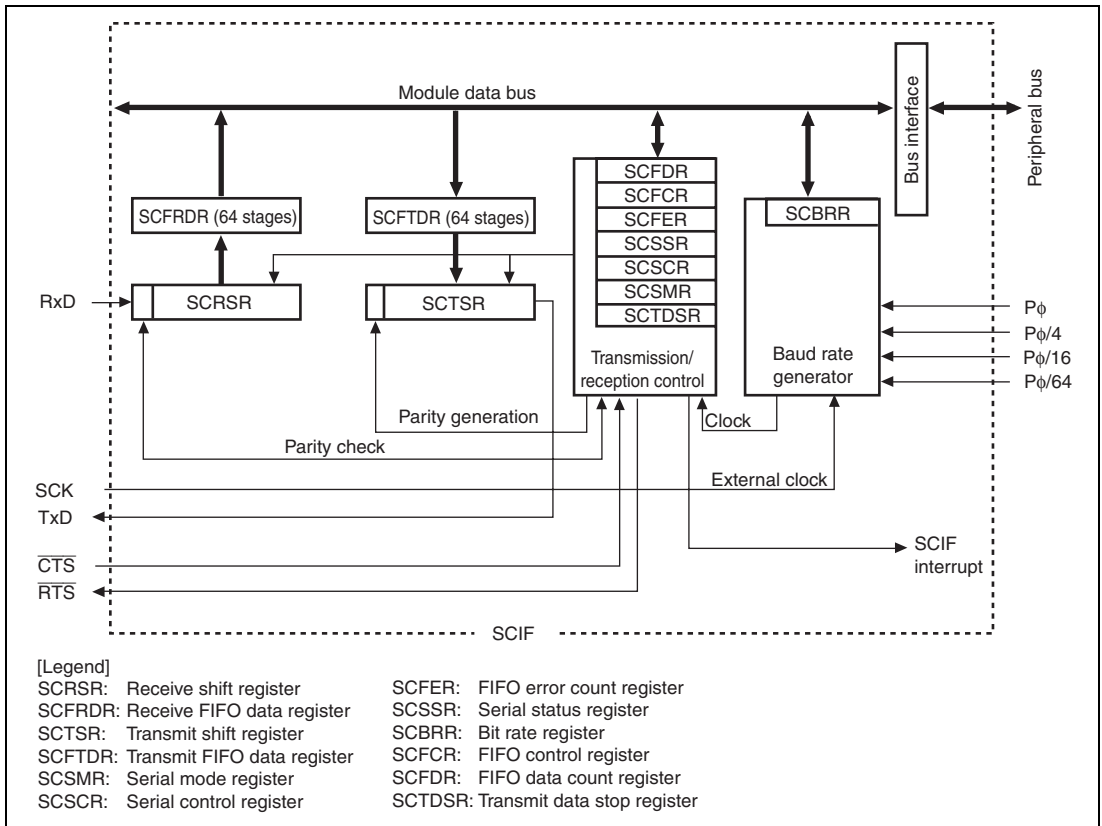 Module data bus
Bus interface
Peripheral bus
SCFRDR (64 stages)
SCFTDR (64 stages)
SCFDR
SCFCR
SCFER
SCSSR
SCSCR
SCSMR
SCTDSR
Transmission/
reception control
SCBRR
Baud rate
generator
RxD
SCRSR
SCTSR
Pφ
Pφ/4
Pφ/16
Pφ/64
Parity generation
Clock
Parity check
SCK
External clock
TxD
CTS
SCIF
interrupt
RTS
SCIF
[Legend]
SCRSR: Receive shift register
SCFRDR: Receive FIFO data register
SCTSR: Transmit shift register
SCFTDR: Transmit FIFO data register
SCSMR: Serial mode register
SCSCR: Serial control register
SCFER: FIFO error count register
SCSSR: Serial status register
SCBRR: Bit rate register
SCFCR: FIFO control register
SCFDR: FIFO data count register
SCTDSR: Transmit data stop register